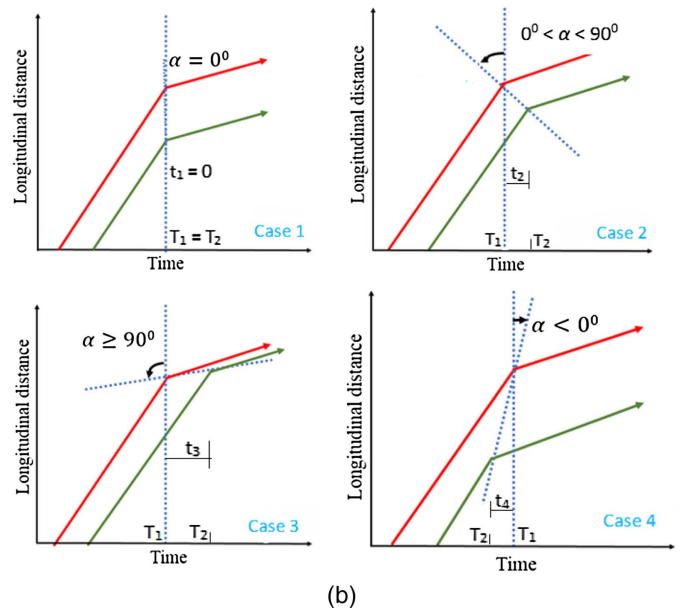 α = 0⁰
Longitudinal distance
t₁ = 0
T₁ = T₂
Case 1
Time
0⁰ < α < 90⁰
Longitudinal distance
t₂
T₁
T₂
Case 2
Time
α ≥ 90⁰
Longitudinal distance
t₃
T₁
T₂
Case 3
Time
α < 0⁰
Longitudinal distance
t₄
T₂
T₁
Case 4
Time
(b)